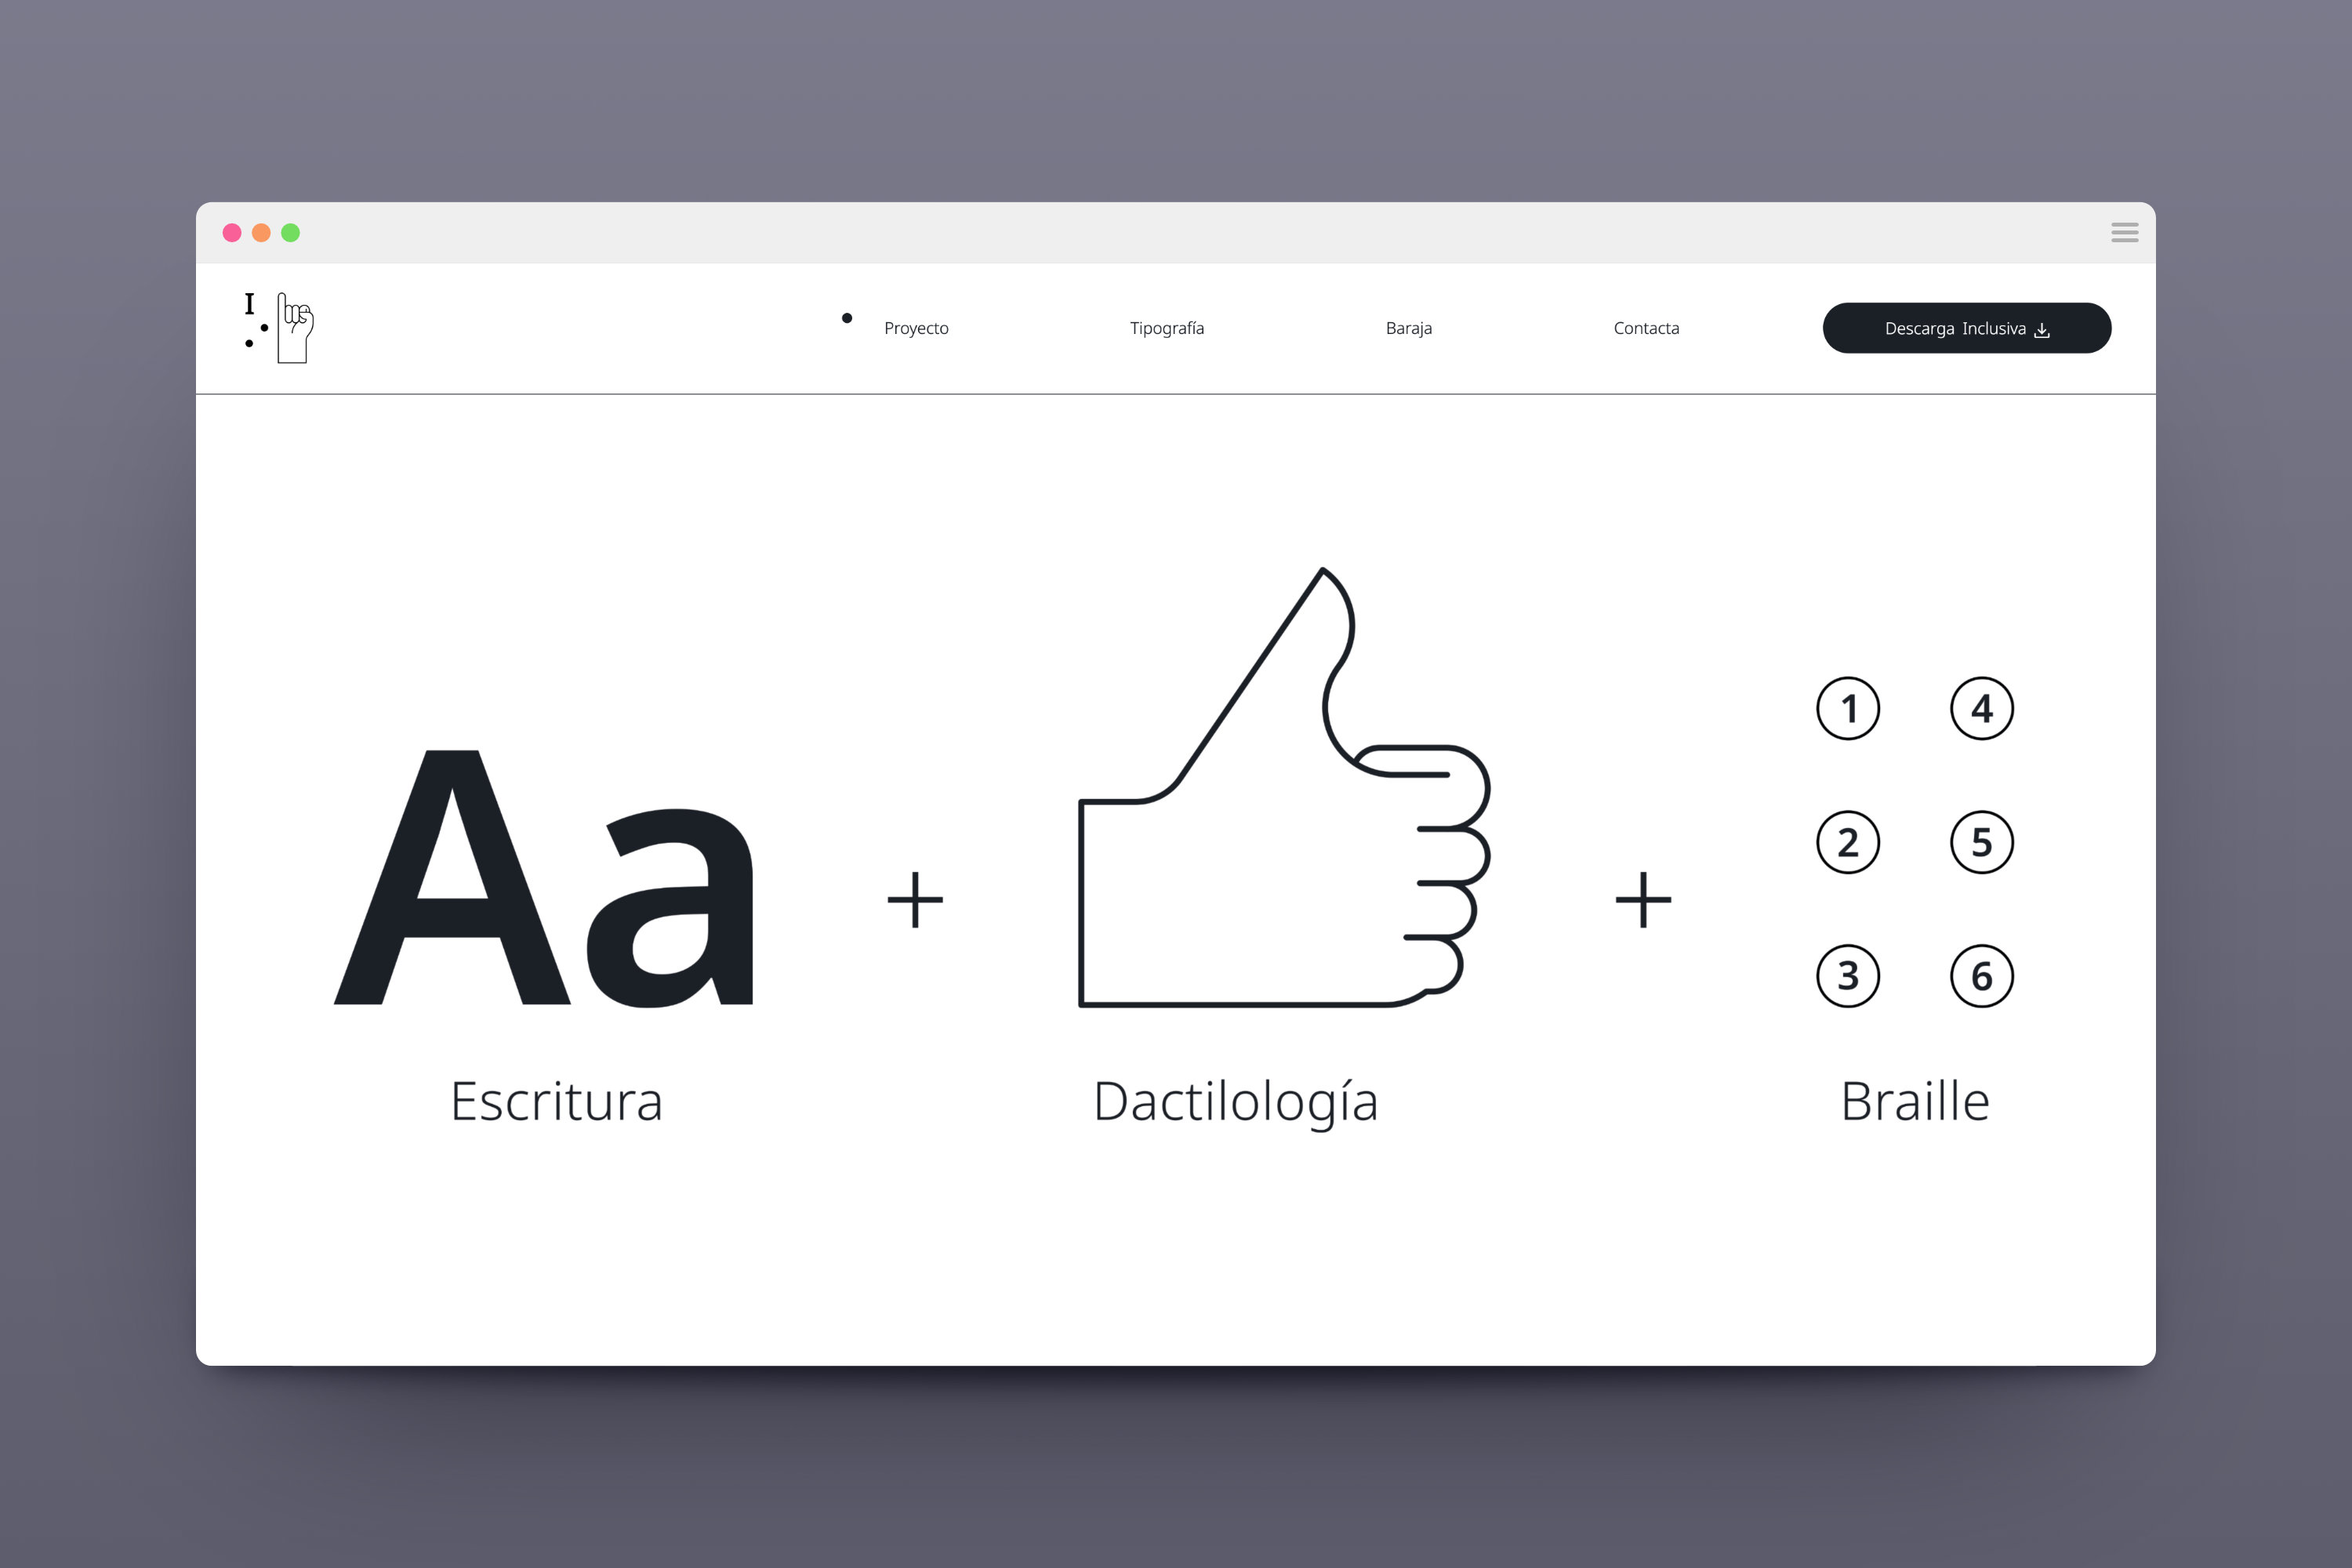 I
Proyecto
Tipografía
Baraja
Contacta
Descarga Inclusiva
Aa
+
+
1 4
2 5
3 6
Escritura
Dactilología
Braille